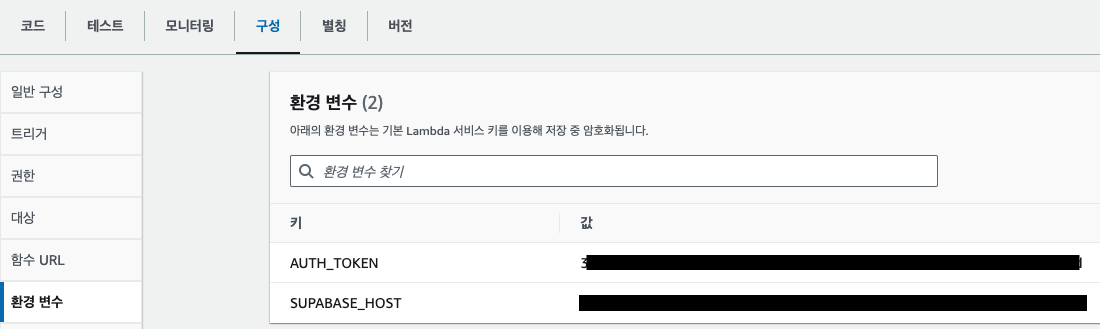 코드 테스트 모니터링 구성 별칭 버전
일반 구성
트리거
권한
대상
함수 URL
환경 변수
환경 변수 (2)
아래의 환경 변수는 기본 Lambda 서비스 키를 이용해 저장 중 암호화됩니다.
환경 변수 찾기
키 값
AUTH_TOKEN
SUPABASE_HOST